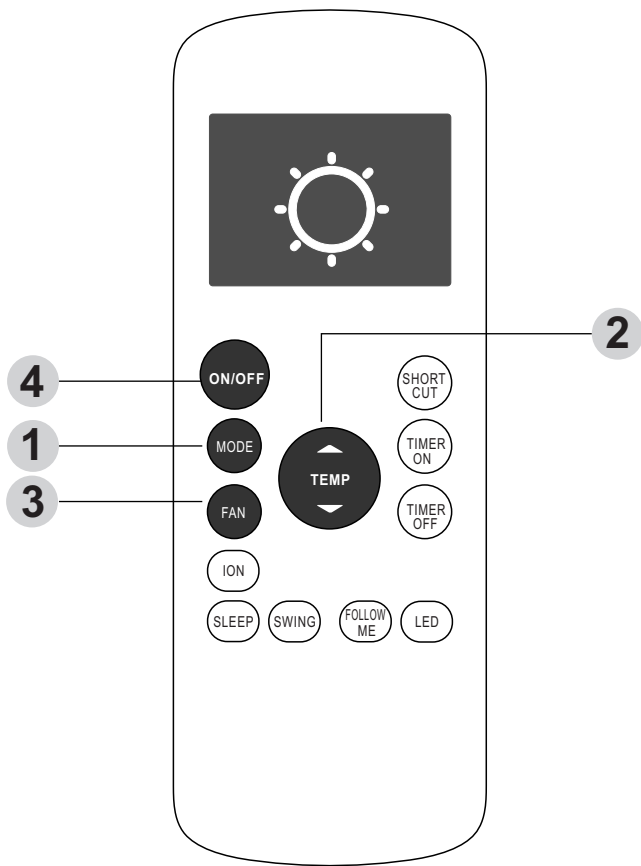 2
4
ON/OFF
SHORT
CUT
1
MODE
TEMP
TIMER
ON
3
FAN
TIMER
OFF
ION
SLEEP
SWING
FOLLOW
ME
LED